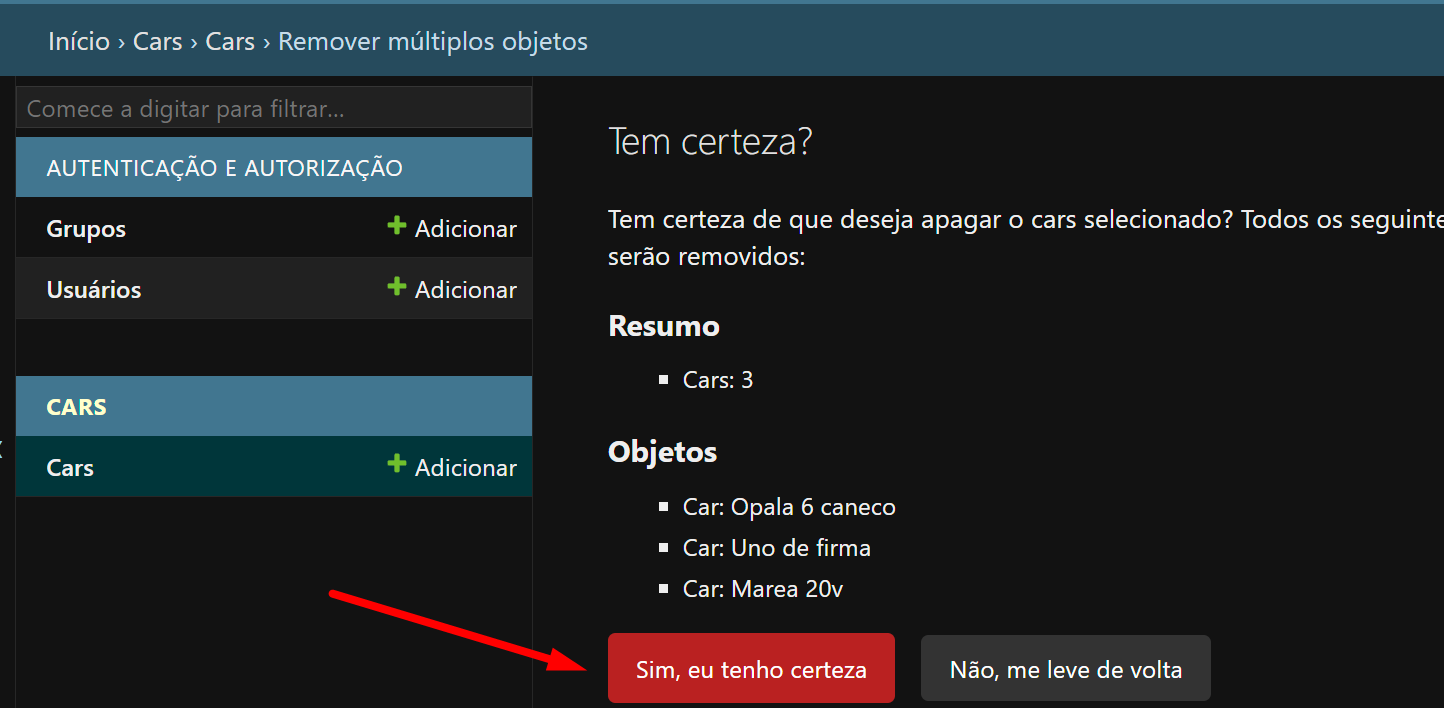 Início › Cars › Cars › Remover múltiplos objetos
Comece a digitar para filtrar...
AUTENTICAÇÃO E AUTORIZAÇÃO
Grupos Adicionar
Usuários Adicionar
CARS
Cars Adicionar
Tem certeza?
Tem certeza de que deseja apagar o cars selecionado? Todos os seguinte
serão removidos:
Resumo
Cars: 3
Objetos
Car: Opala 6 caneco
Car: Uno de firma
Car: Marea 20v
Sim, eu tenho certeza Não, me leve de volta